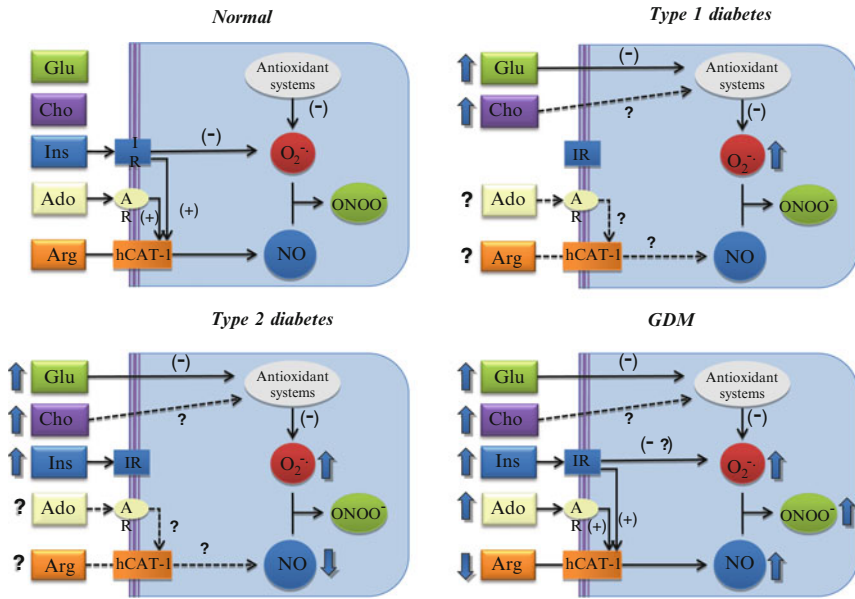 Normal
Glu
Cho
Ins
Ado
Arg
I
R
A
R
hCAT-1
(-)
(+)
(+)
Antioxidant
systems
(-)
O₂⁻·
ONOO⁻
NO
Type 1 diabetes
Glu
Cho
? Ado
? Arg
IR
A
R
hCAT-1
(-)
?
?
?
Antioxidant
systems
(-)
O₂⁻·
ONOO⁻
NO
Type 2 diabetes
Glu
Cho
Ins
? Ado
? Arg
IR
A
R
hCAT-1
(-)
?
?
?
Antioxidant
systems
(-)
O₂⁻·
ONOO⁻
NO
GDM
Glu
Cho
Ins
Ado
Arg
IR
A
R
hCAT-1
(-)
?
(- ?)
(+)
(+)
Antioxidant
systems
(-)
O₂⁻·
ONOO⁻
NO